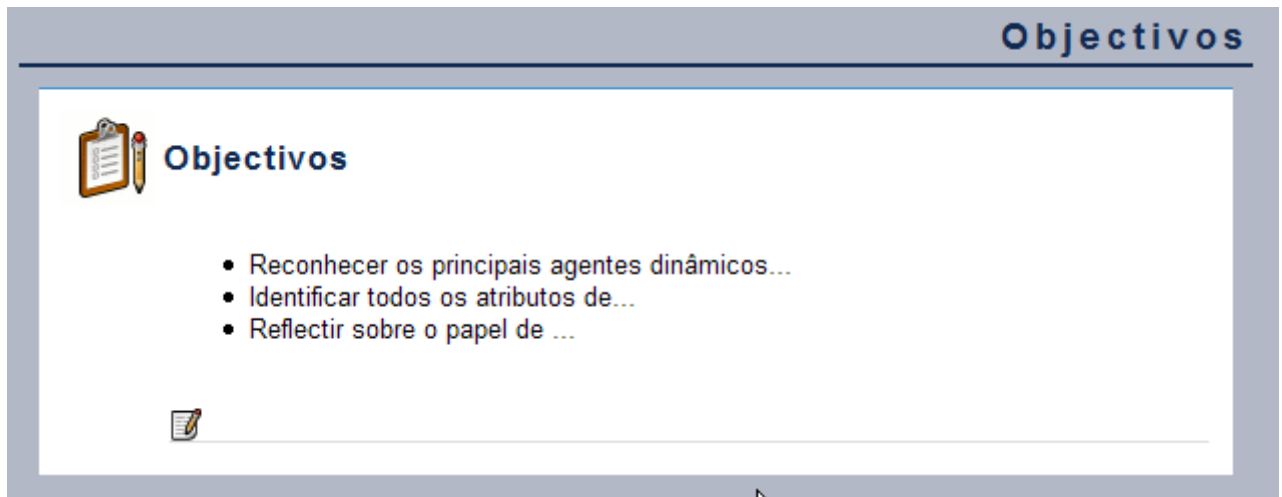 Objectivos
Objectivos
• Reconhecer os principais agentes dinâmicos...
• Identificar todos os atributos de...
• Reflectir sobre o papel de ...